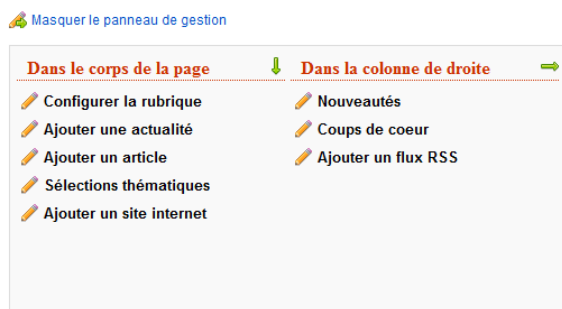 Masquer le panneau de gestion
Dans le corps de la page
Configurer la rubrique
Ajouter une actualité
Ajouter un article
Sélections thématiques
Ajouter un site internet
Dans la colonne de droite
Nouveautés
Coups de coeur
Ajouter un flux RSS